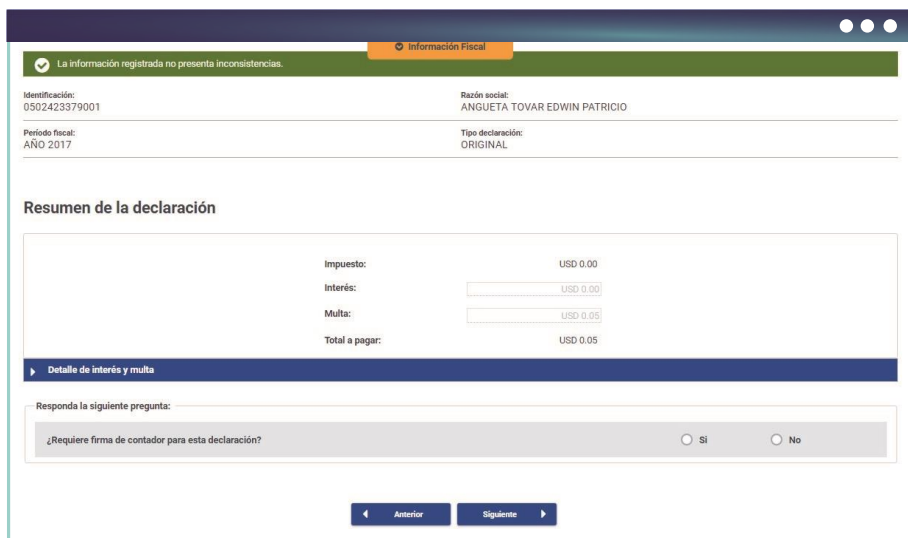 Información Fiscal
La información registrada no presenta inconsistencias.
Identificación: Razón social:
0502423379001 ANGUETA TOVAR EDWIN PATRICIO
Período fiscal: Tipo declaración:
AÑO 2017 ORIGINAL
Resumen de la declaración
Impuesto: USD 0.00
Interés: USD 0.00
Multa: USD 0.05
Total a pagar: USD 0.05
Detalle de interés y multa
Responda la siguiente pregunta:
¿Requiere firma de contador para esta declaración? Si No
Anterior Siguiente